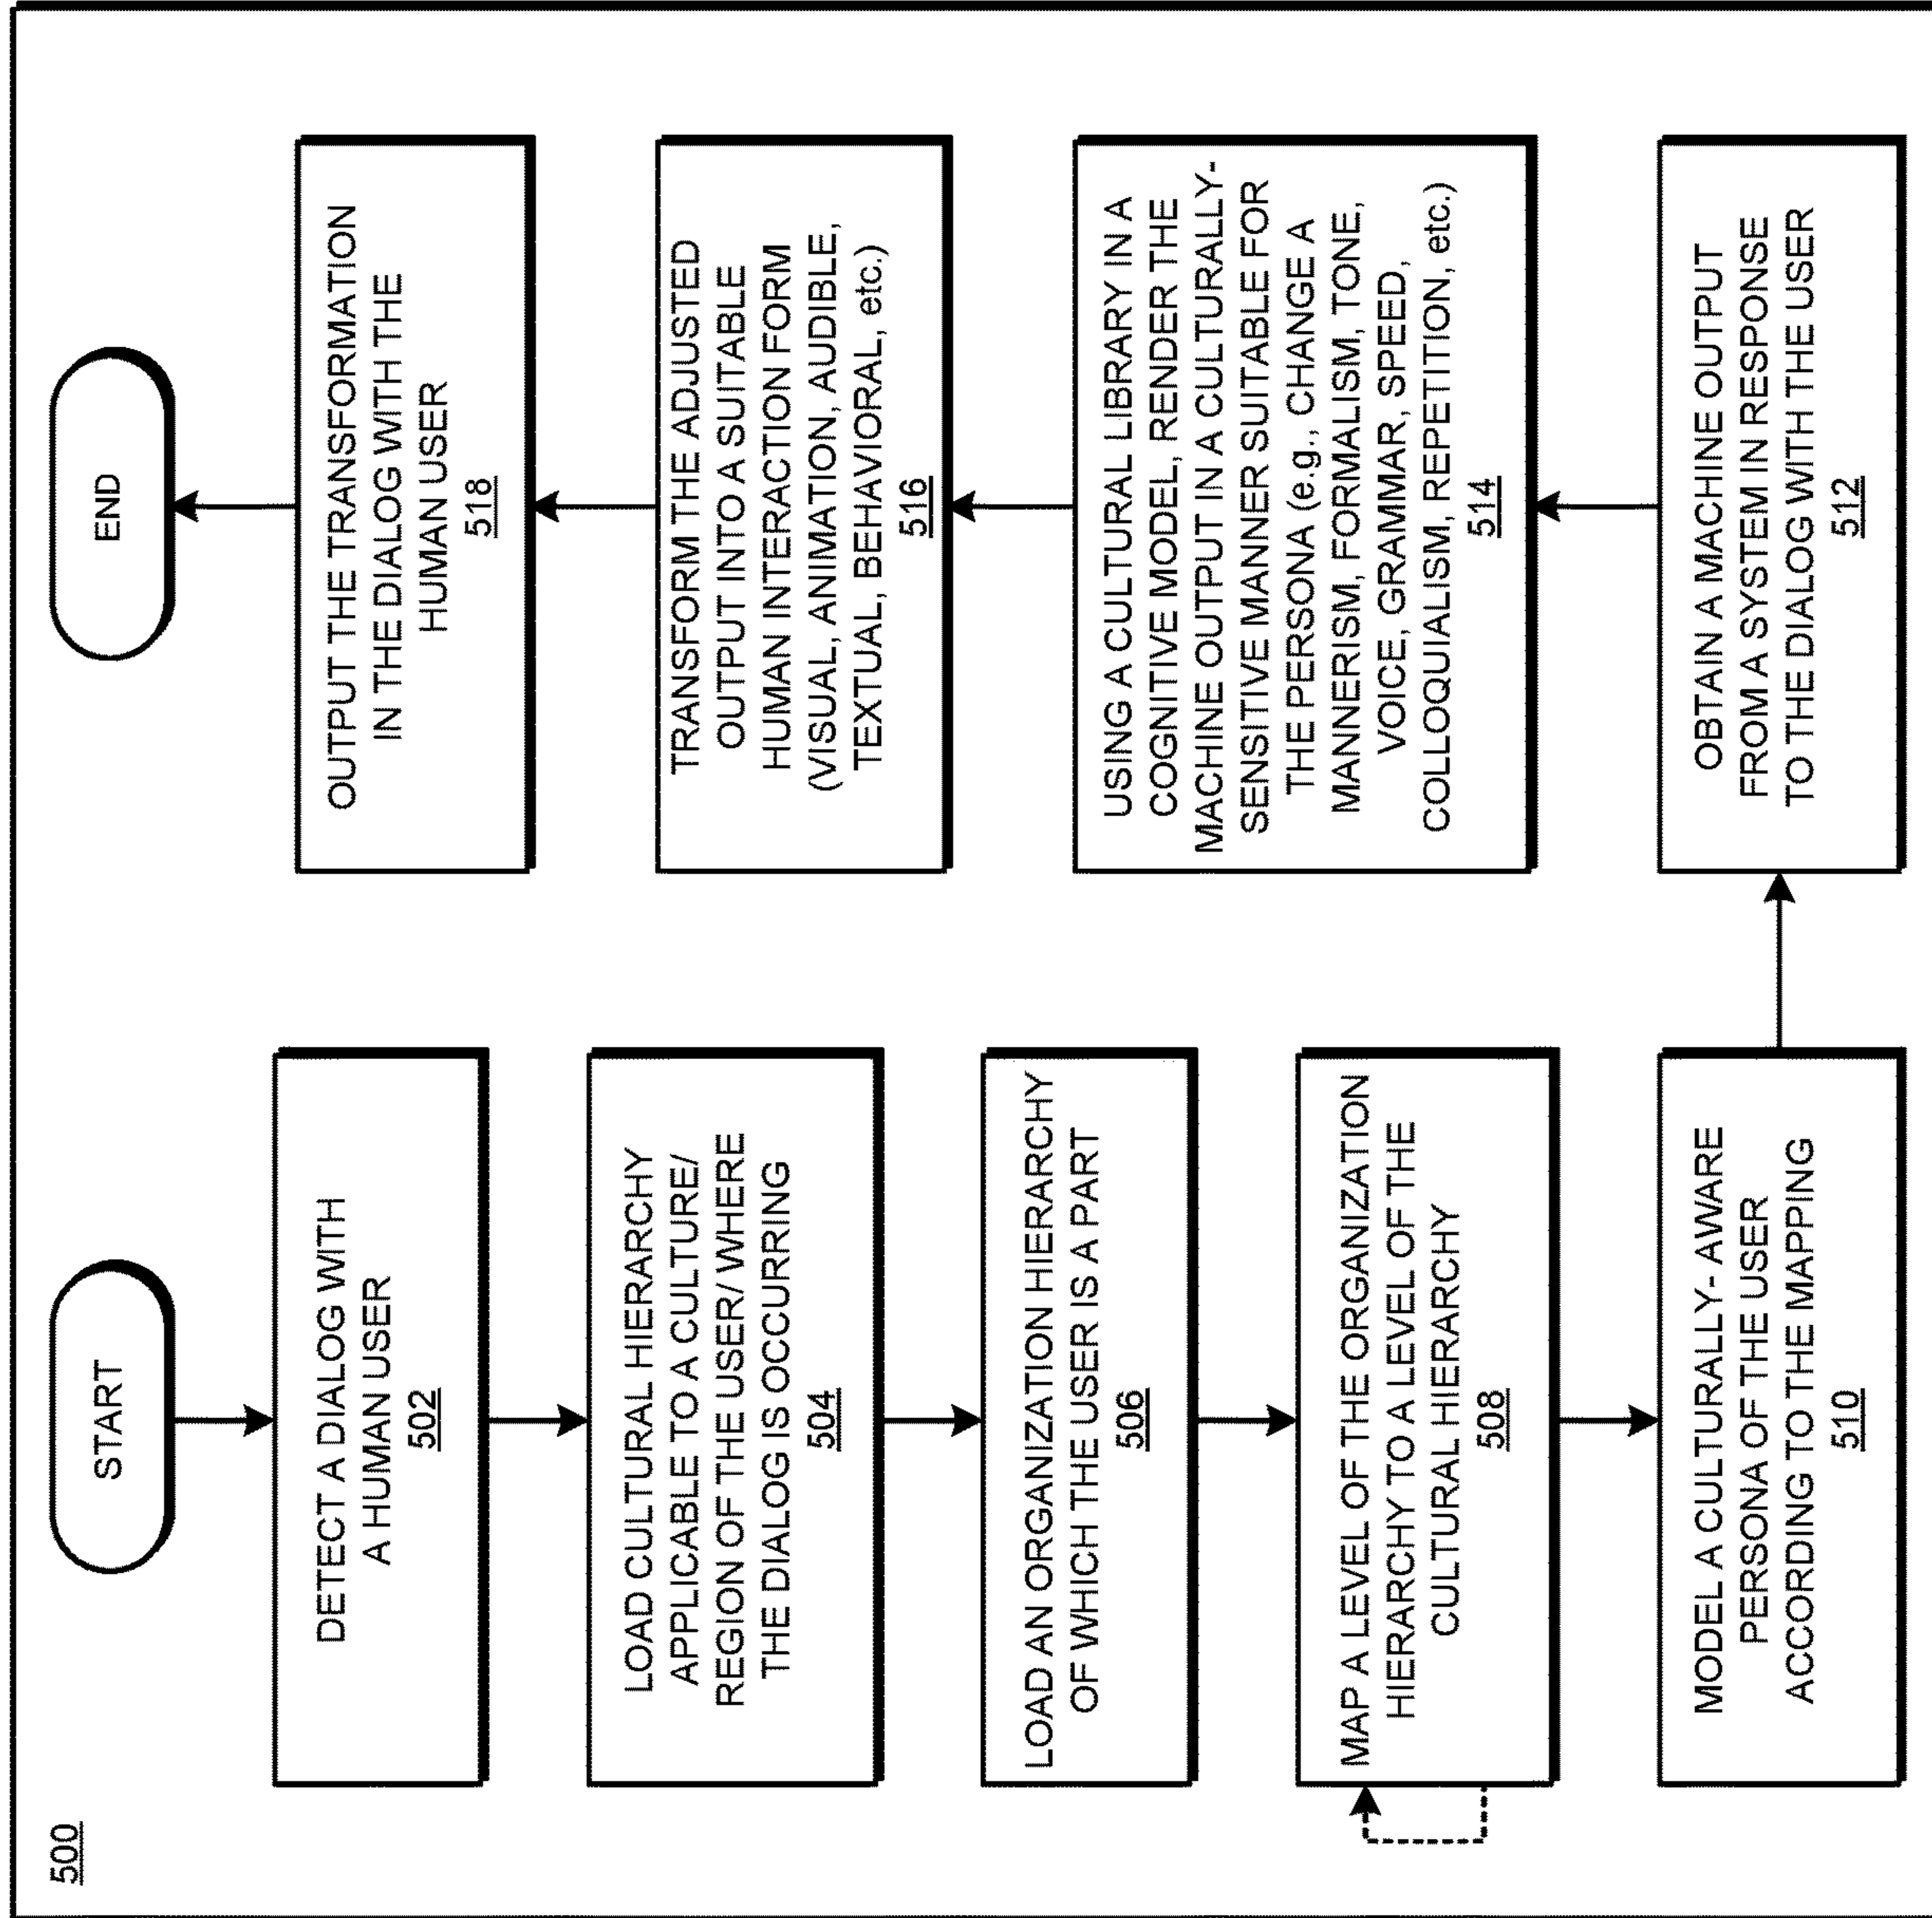 500
START
DETECT A DIALOG WITH
A HUMAN USER
502
LOAD CULTURAL HIERARCHY
APPLICABLE TO A CULTURE/
REGION OF THE USER/ WHERE
THE DIALOG IS OCCURRING
504
LOAD AN ORGANIZATION HIERARCHY
OF WHICH THE USER IS A PART
506
MAP A LEVEL OF THE ORGANIZATION
HIERARCHY TO A LEVEL OF THE
CULTURAL HIERARCHY
508
MODEL A CULTURALLY- AWARE
PERSONA OF THE USER
ACCORDING TO THE MAPPING
510
OBTAIN A MACHINE OUTPUT
FROM A SYSTEM IN RESPONSE
TO THE DIALOG WITH THE USER
512
USING A CULTURAL LIBRARY IN A
COGNITIVE MODEL, RENDER THE
MACHINE OUTPUT IN A CULTURALLY-
SENSITIVE MANNER SUITABLE FOR
THE PERSONA (e.g., CHANGE A
MANNERISM, FORMALISM, TONE,
VOICE, GRAMMAR, SPEED,
COLLOQUIALISM, REPETITION, etc.)
514
TRANSFORM THE ADJUSTED
OUTPUT INTO A SUITABLE
HUMAN INTERACTION FORM
(VISUAL, ANIMATION, AUDIBLE,
TEXTUAL, BEHAVIORAL, etc.)
516
OUTPUT THE TRANSFORMATION
IN THE DIALOG WITH THE
HUMAN USER
518
END